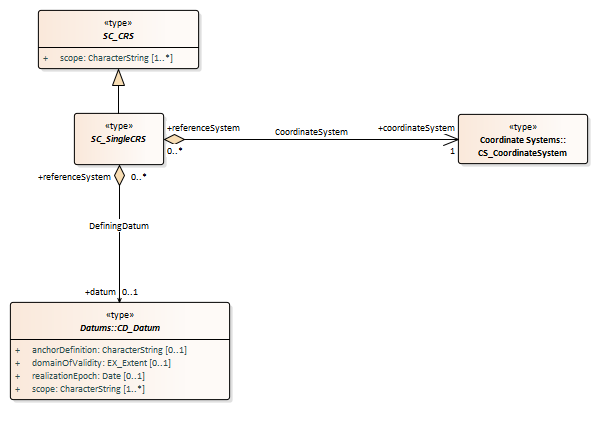 «type»
SC_CRS
+ scope: CharacterString [1..*]
«type»
SC_SingleCRS
+referenceSystem
0..*
CoordinateSystem
+coordinateSystem
1
«type»
Coordinate Systems::
CS_CoordinateSystem
+referenceSystem
0..*
DefiningDatum
+datum
0..1
«type»
Datums::CD_Datum
+ anchorDefinition: CharacterString [0..1]
+ domainOfValidity: EX_Extent [0..1]
+ realizationEpoch: Date [0..1]
+ scope: CharacterString [1..*]